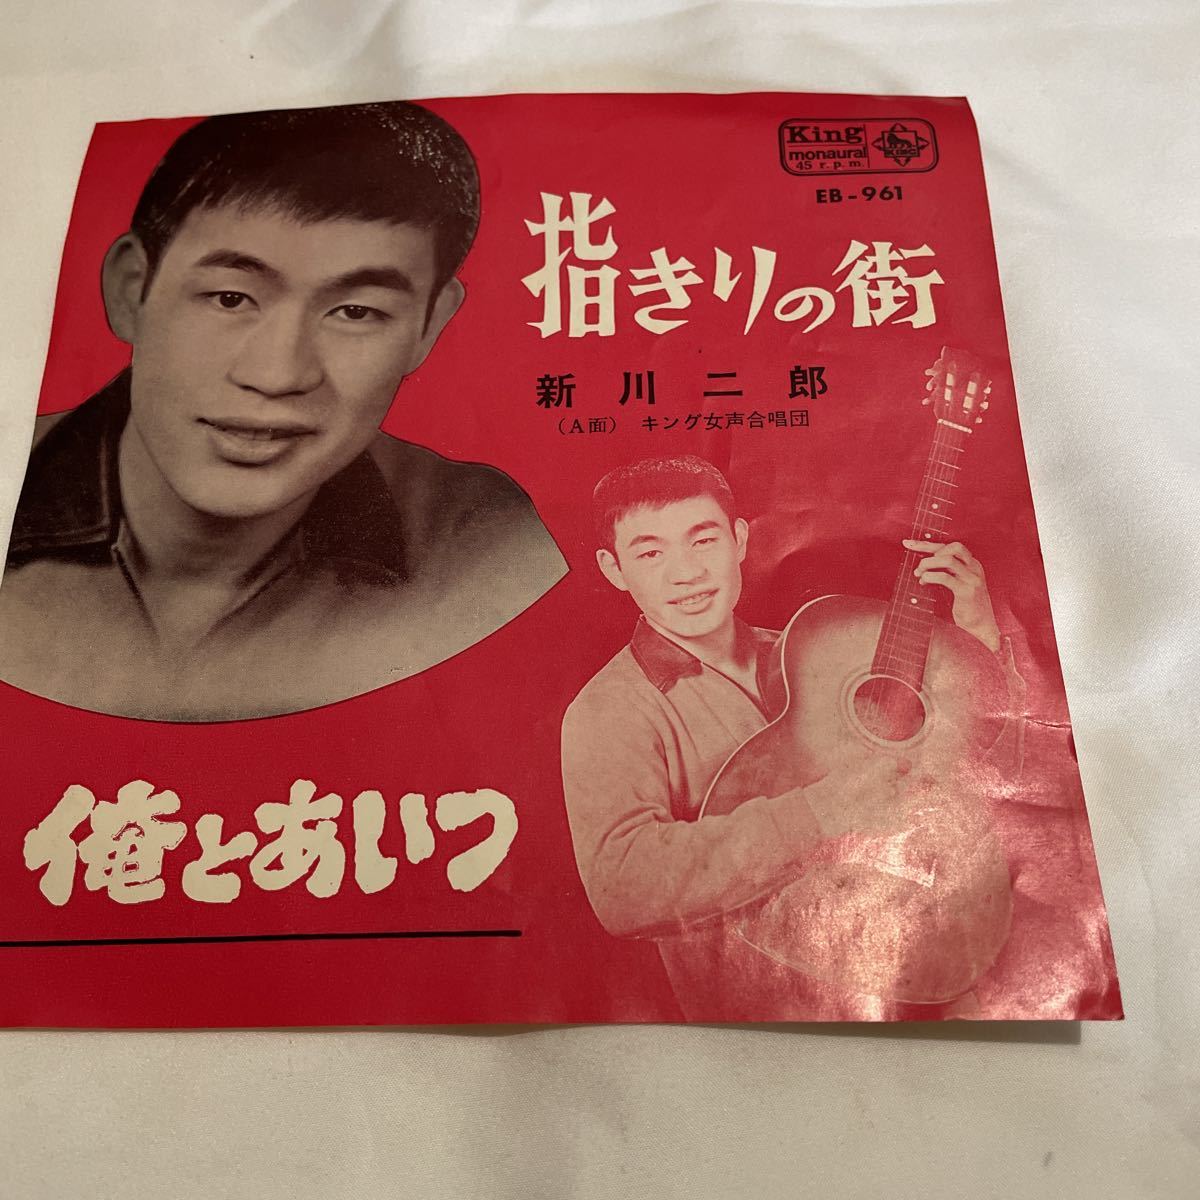 King
monaural
45 r.p.m.
KING
EB-961
指きりの街
新川二郎
（A面） キング女声合唱団
俺とあいつ